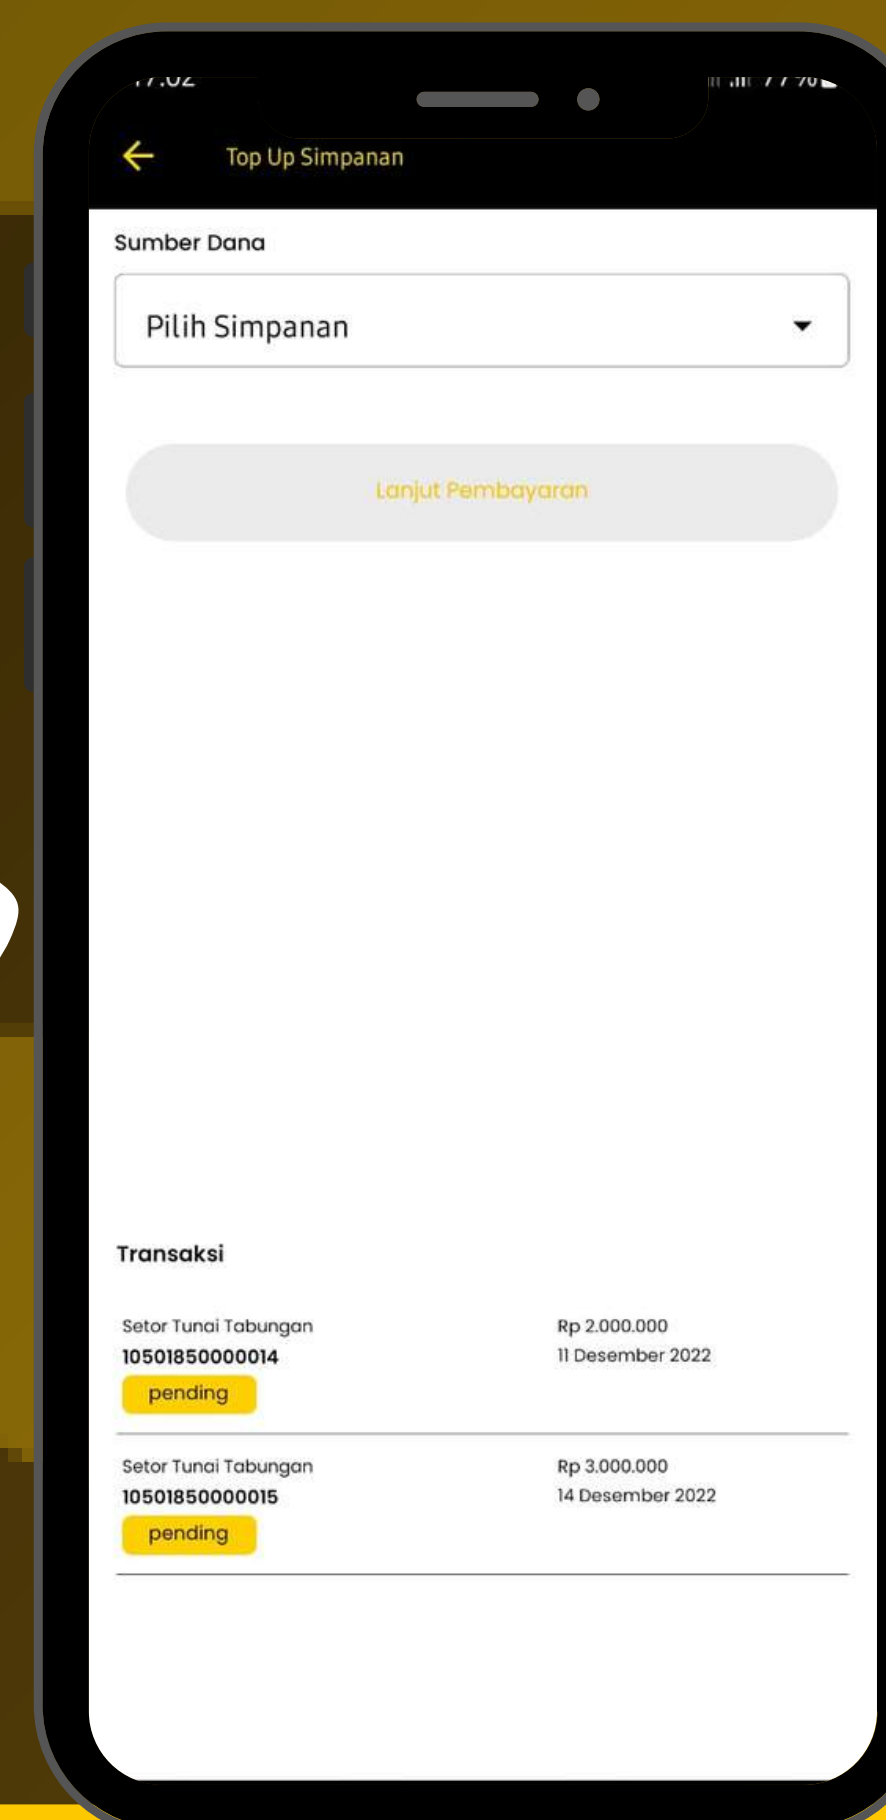 Top Up Simpanan
Sumber Dana
Pilih Simpanan
Lanjut Pembayaran
Transaksi
Setor Tunai Tabungan Rp 2.000.000
10501850000014 11 Desember 2022
pending
Setor Tunai Tabungan Rp 3.000.000
10501850000015 14 Desember 2022
pending